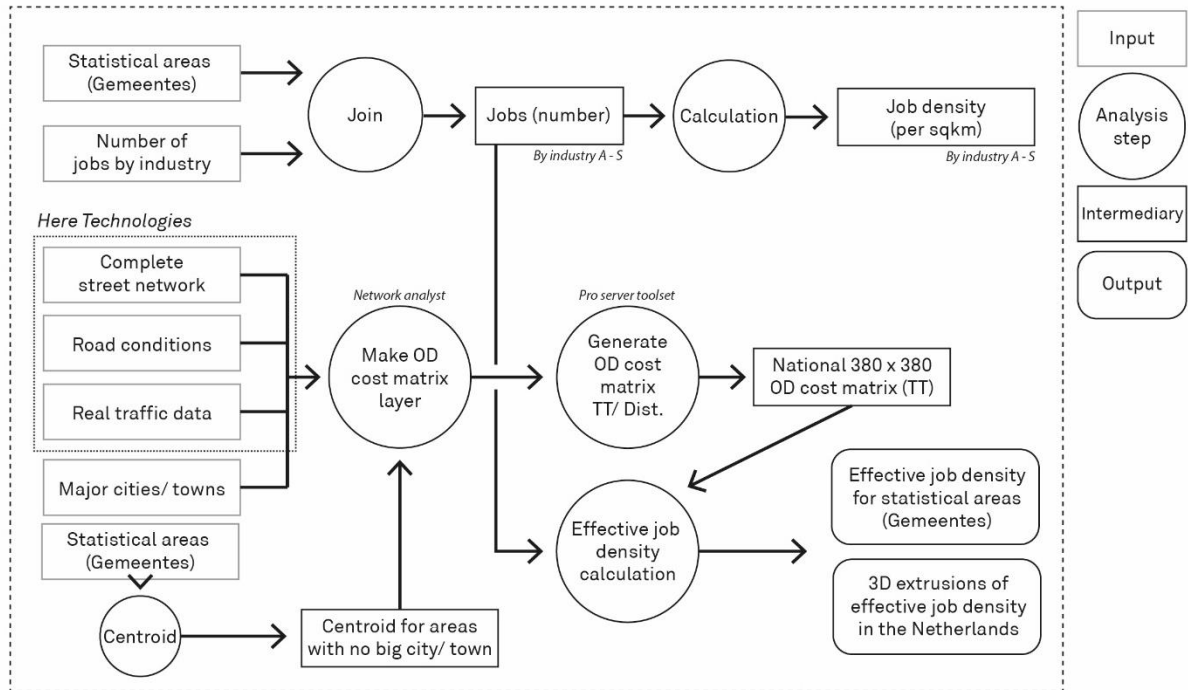 Statistical areas
(Gemeentes)
Number of
jobs by industry
Join
Jobs (number)
By industry A - S
Calculation
Job density
(per sqkm)
By industry A - S
Here Technologies
Complete
street network
Road conditions
Real traffic data
Major cities/ towns
Statistical areas
(Gemeentes)
Centroid
Centroid for areas
with no big city/ town
Network analyst
Make OD
cost matrix
layer
Pro server toolset
Generate
OD cost
matrix
TT/ Dist.
National 380 x 380
OD cost matrix (TT)
Effective job
density
calculation
Effective job density
for statistical areas
(Gemeentes)
3D extrusions of
effective job density
in the Netherlands
Input
Analysis
step
Intermediary
Output